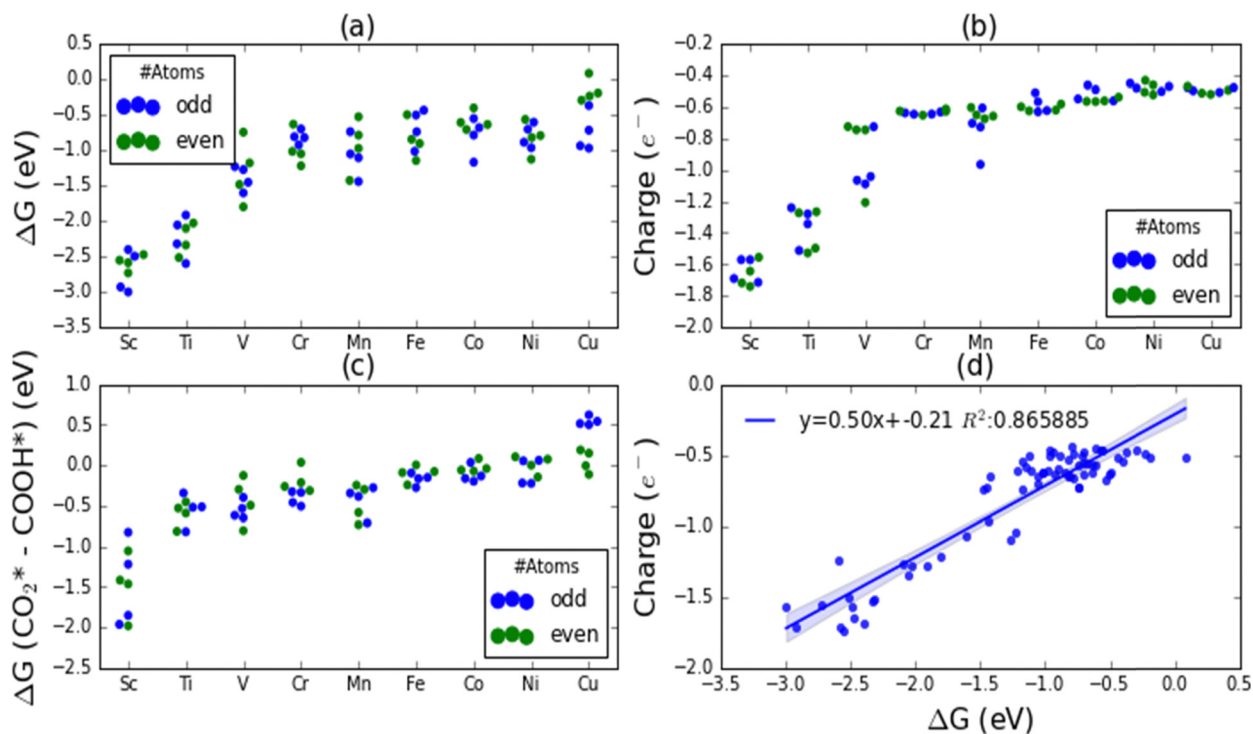 (a)
ΔG (eV)
0.5
0.0
−0.5
−1.0
−1.5
−2.0
−2.5
−3.0
−3.5
#Atoms
odd
even
Sc Ti V Cr Mn Fe Co Ni Cu
(b)
Charge (e⁻)
−0.2
−0.4
−0.6
−0.8
−1.0
−1.2
−1.4
−1.6
−1.8
−2.0
#Atoms
odd
even
Sc Ti V Cr Mn Fe Co Ni Cu
(c)
ΔG (CO₂* - COOH*) (eV)
1.0
0.5
0.0
−0.5
−1.0
−1.5
−2.0
−2.5
#Atoms
odd
even
Sc Ti V Cr Mn Fe Co Ni Cu
(d)
Charge (e⁻)
0.0
−0.5
−1.0
−1.5
−2.0
y=0.50x+-0.21 R²:0.865885
−3.5 −3.0 −2.5 −2.0 −1.5 −1.0 −0.5 0.0 0.5
ΔG (eV)